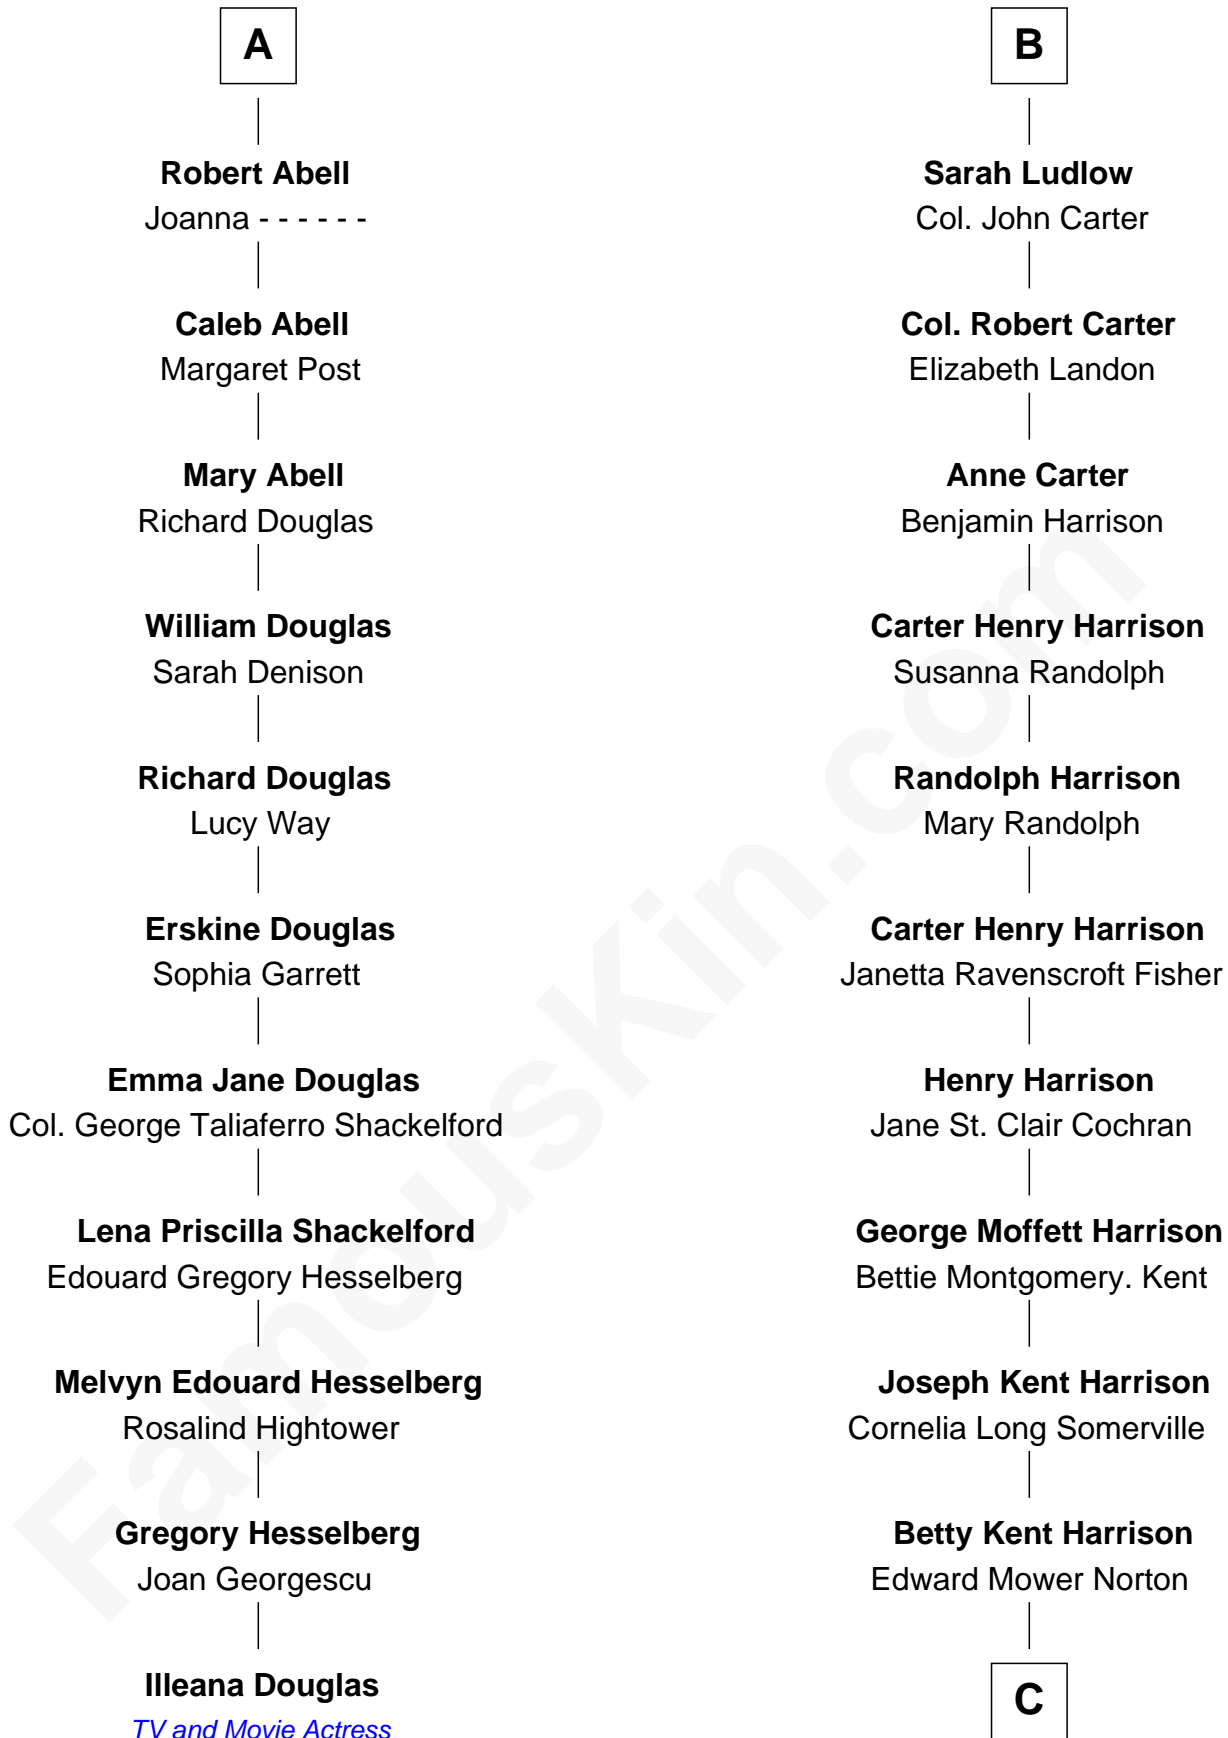 A
Robert Abell
Joanna - - - - - -
Caleb Abell
Margaret Post
Mary Abell
Richard Douglas
William Douglas
Sarah Denison
Richard Douglas
Lucy Way
Erskine Douglas
Sophia Garrett
Emma Jane Douglas
Col. George Taliaferro Shackelford
Lena Priscilla Shackelford
Edouard Gregory Hesselberg
Melvyn Edouard Hesselberg
Rosalind Hightower
Gregory Hesselberg
Joan Georgescu
Illeana Douglas
TV and Movie Actress
B
Sarah Ludlow
Col. John Carter
Col. Robert Carter
Elizabeth Landon
Anne Carter
Benjamin Harrison
Carter Henry Harrison
Susanna Randolph
Randolph Harrison
Mary Randolph
Carter Henry Harrison
Janetta Ravenscroft Fisher
Henry Harrison
Jane St. Clair Cochran
George Moffett Harrison
Bettie Montgomery. Kent
Joseph Kent Harrison
Cornelia Long Somerville
Betty Kent Harrison
Edward Mower Norton
C
FamousKin.com